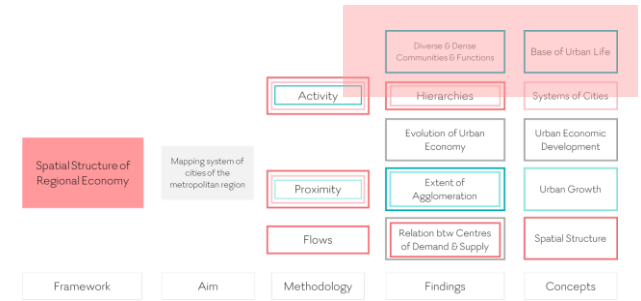 Diverse & Dense
Communities & Functions
Base of Urban Life
Activity
Hierarchies
Systems of Cities
Evolution of Urban
Economy
Urban Economic
Development
Spatial Structure of
Regional Economy
Mapping system of
cities of the
metropolitan region
Proximity
Extent of
Agglomeration
Urban Growth
Flows
Relation btw Centres
of Demand & Supply
Spatial Structure
Framework
Aim
Methodology
Findings
Concepts